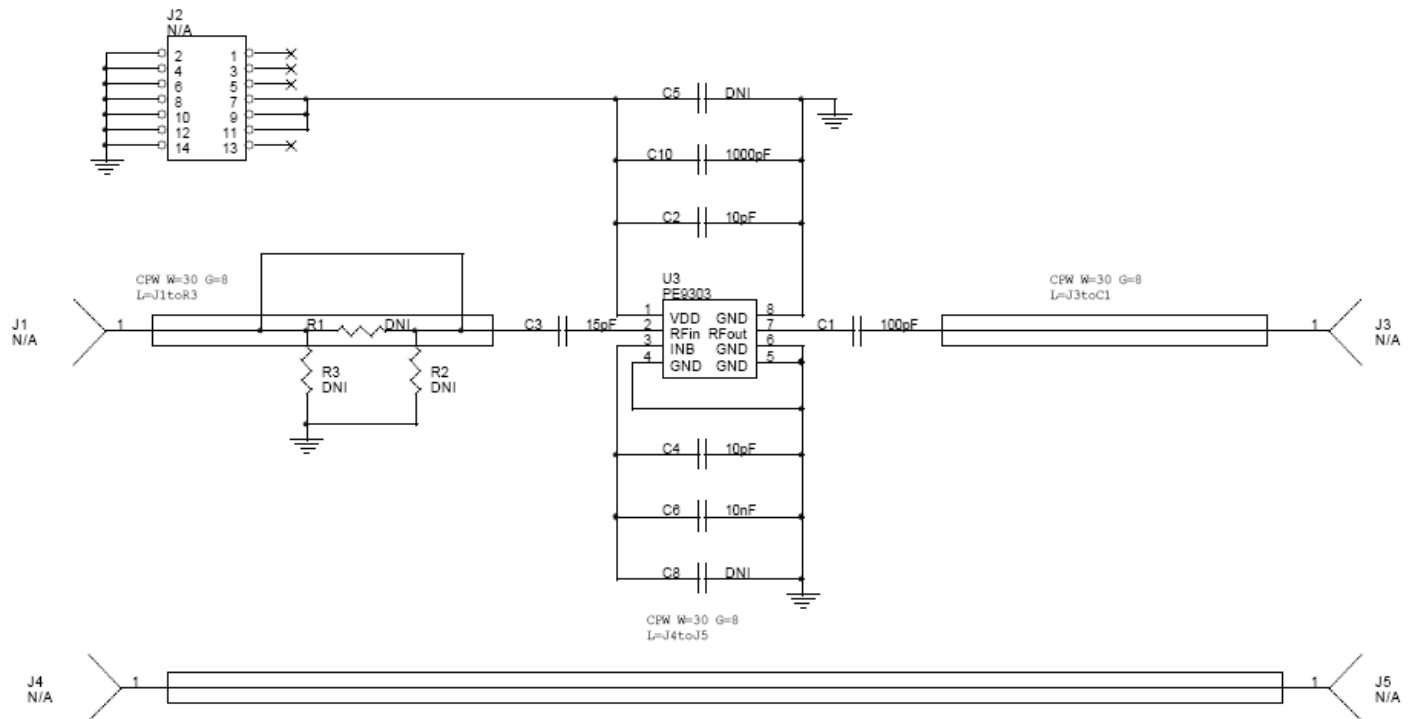 J2
N/A
2 1
4 3
6 5
8 7
10 9
12 11
14 13
C5 DNI
C10 1000pF
C2 10pF
CPW W=30 G=8
L=J1toR3
U3
PE9303
CPW W=30 G=8
L=J3toC1
J1
N/A
1
R1 DNI
C3 15pF
1 VDD GND 8
2 RFin RFout 7
3 INB GND 6
4 GND GND 5
C1 100pF
1
J3
N/A
R3
DNI
R2
DNI
C4 10pF
C6 10nF
C8 DNI
CPW W=30 G=8
L=J4toJ5
J4
N/A
1
1
J5
N/A